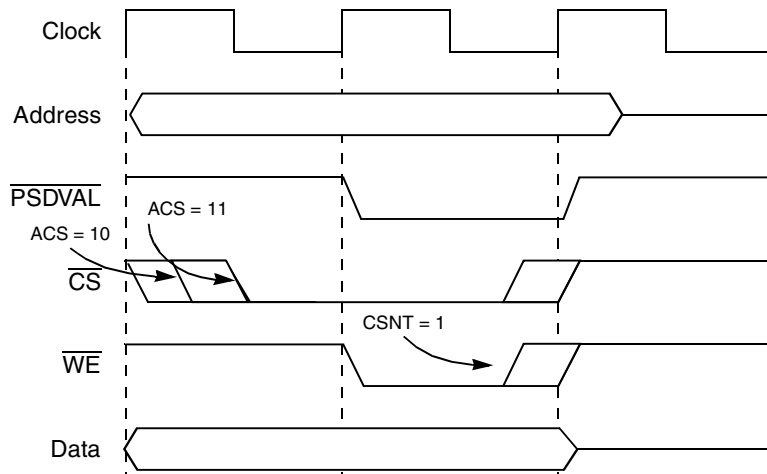 Clock
Address
PSDVAL
ACS = 11
ACS = 10
CS
CSNT = 1
WE
Data